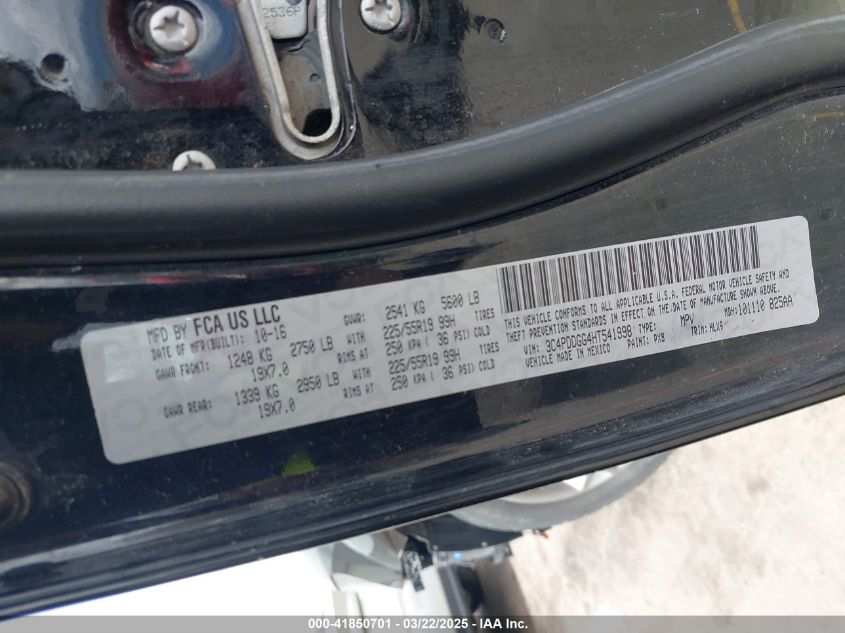 2536P
MFD BY FCA US LLC
DATE OF MFR(BUILT): 10-16 GVWR: 2541 KG 5600 LB
GAWR FRONT: 1248 KG 2750 LB WITH 225/55R19 99H TIRES
19X7.0 RIMS AT 250 KPA ( 36 PSI) COLD
GAWR REAR: 1339 KG 2950 LB WITH 225/55R19 99H TIRES
19X7.0 RIMS AT 250 KPA ( 36 PSI) COLD
THIS VEHICLE CONFORMS TO ALL APPLICABLE U.S.A. FEDERAL MOTOR VEHICLE SAFETY AND
THEFT PREVENTION STANDARDS IN EFFECT ON THE DATE OF MANUFACTURE SHOWN ABOVE.
VIN: 3C4PDDGG4HT541998 TYPE: MPV MDH: 101110 825AA
VEHICLE MADE IN MEXICO PAINT: PX8 TRIM: HLX9
000-41850701 - 03/22/2025 - IAA Inc.